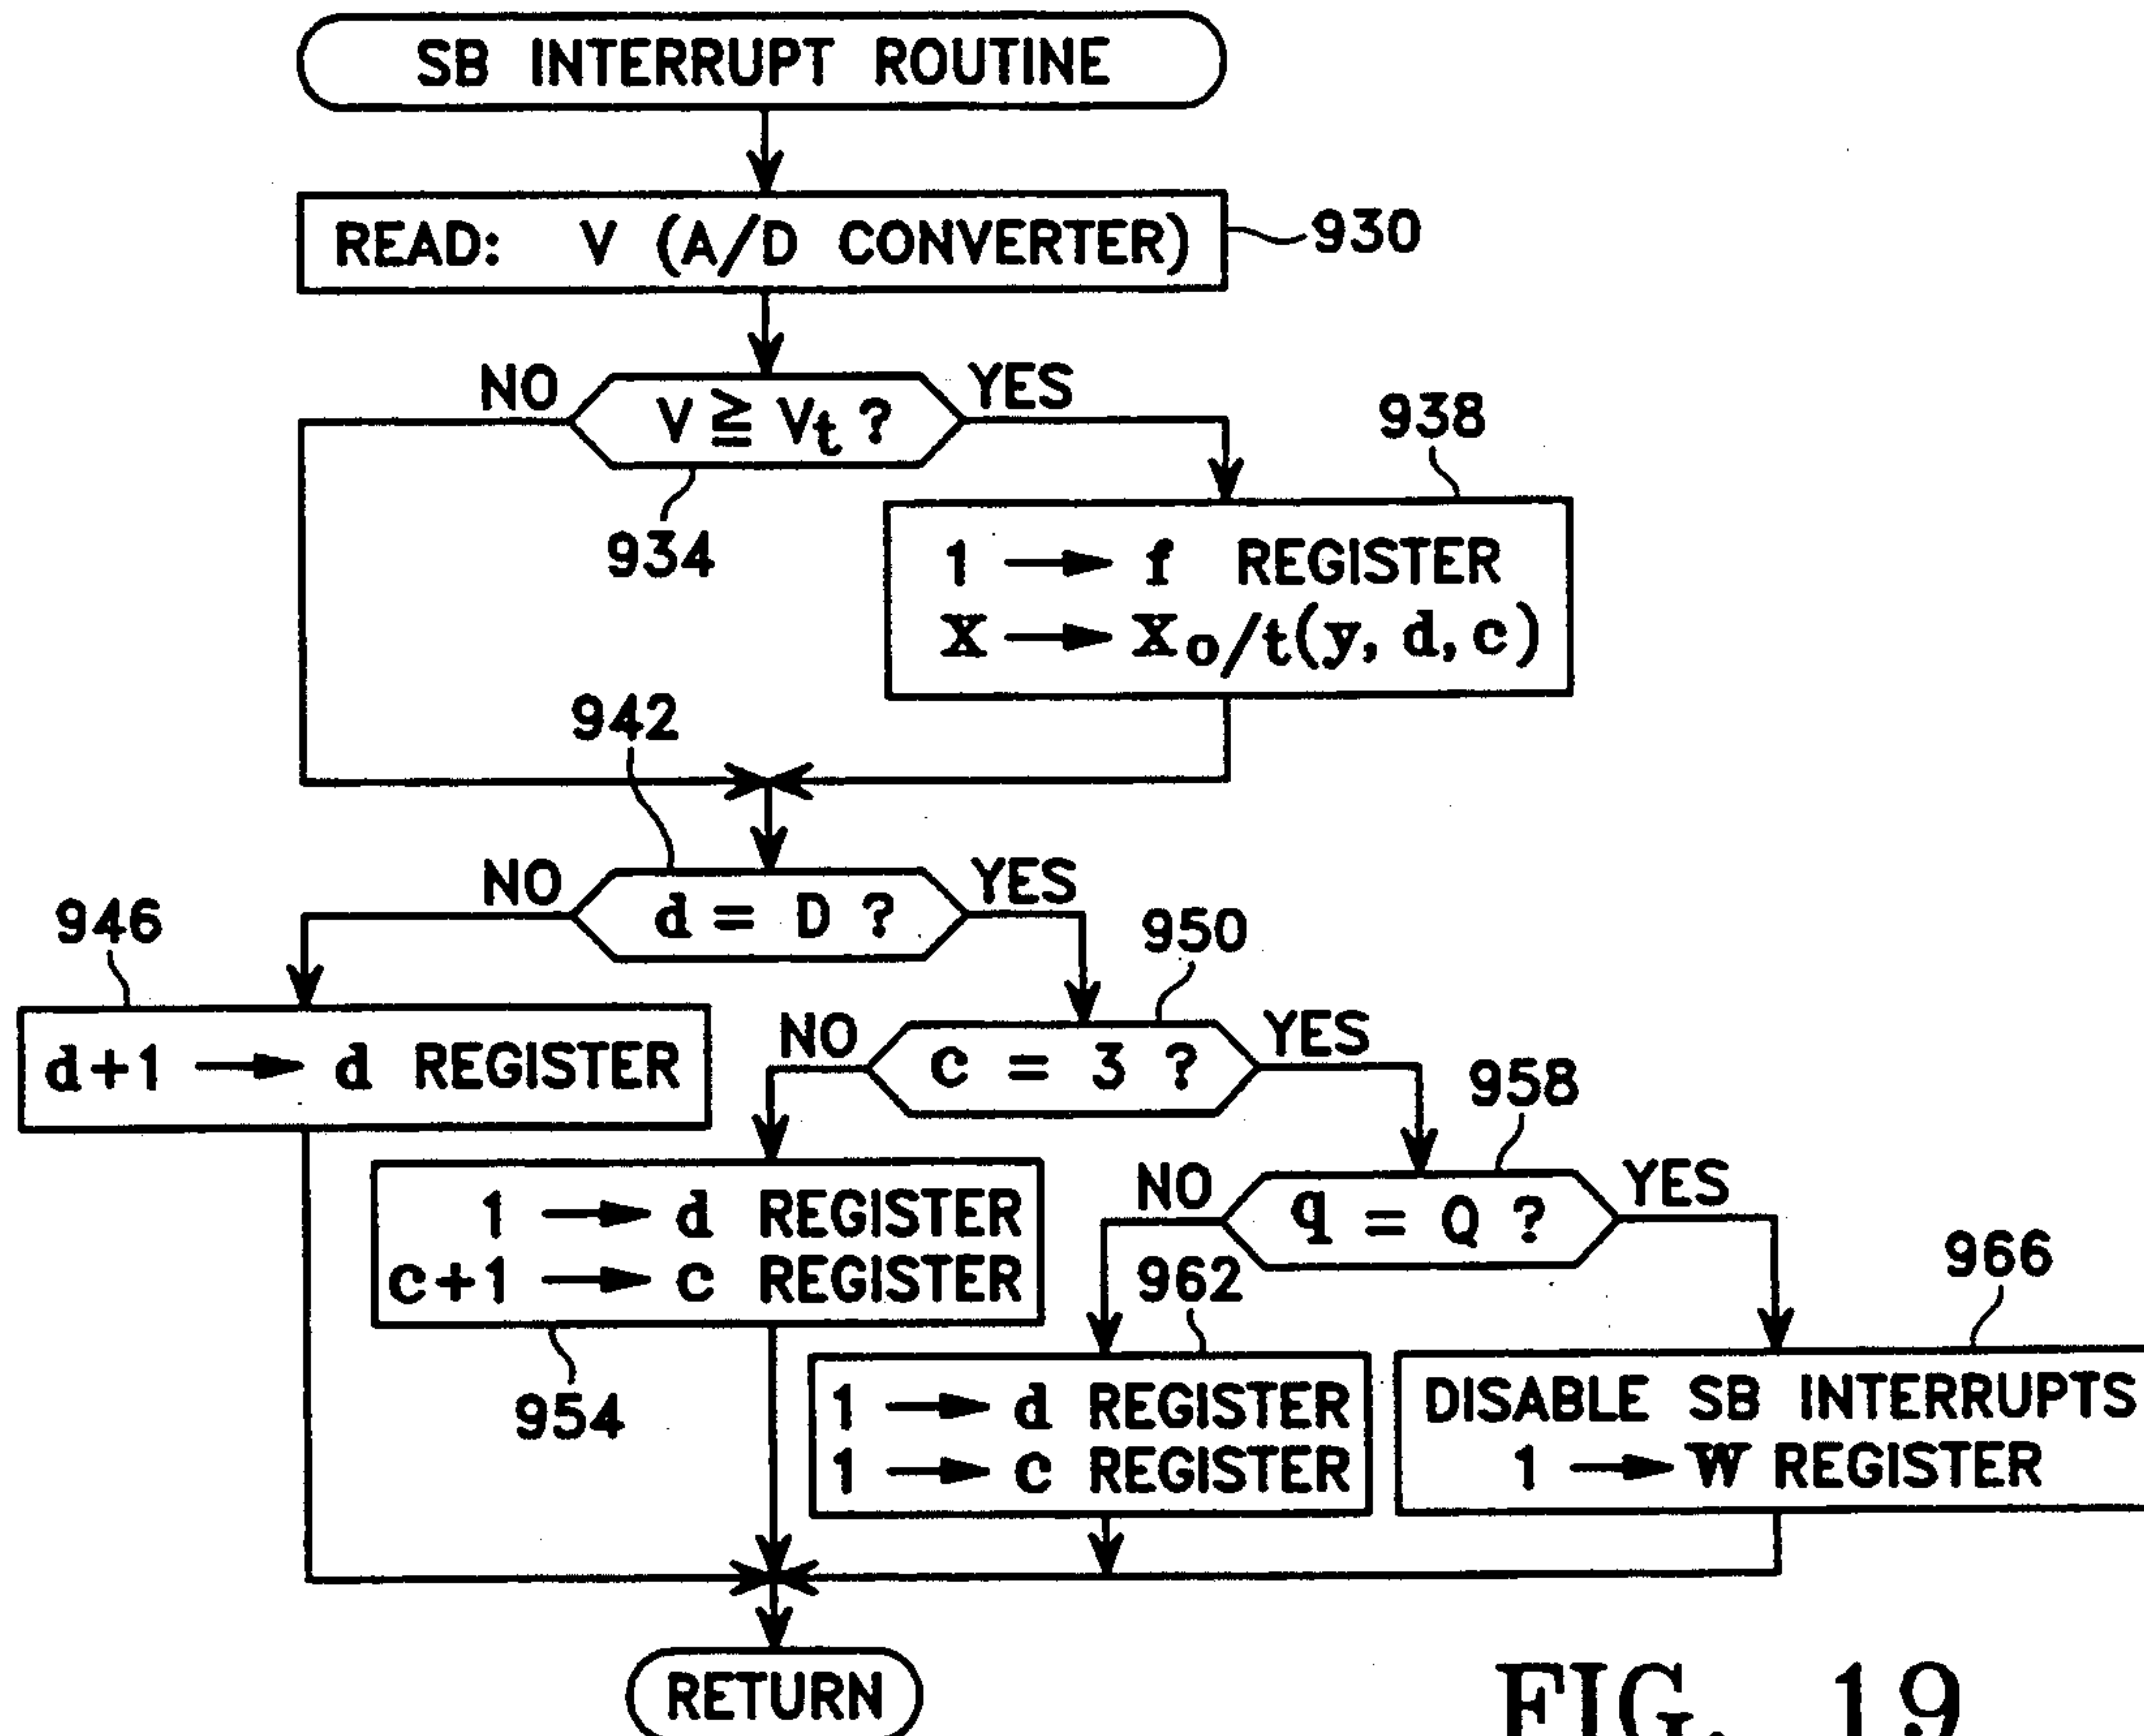 SB INTERRUPT ROUTINE
READ: V (A/D CONVERTER)
930
NO
V ≧ Vt ?
YES
934
938
1 → f REGISTER
X → Xo/t(y, d, c)
942
NO
d = D ?
YES
946
d+1 → d REGISTER
950
NO
c = 3 ?
YES
954
1 → d REGISTER
c+1 → c REGISTER
958
NO
q = Q ?
YES
962
1 → d REGISTER
1 → c REGISTER
966
DISABLE SB INTERRUPTS
1 → W REGISTER
RETURN
FIG. 19